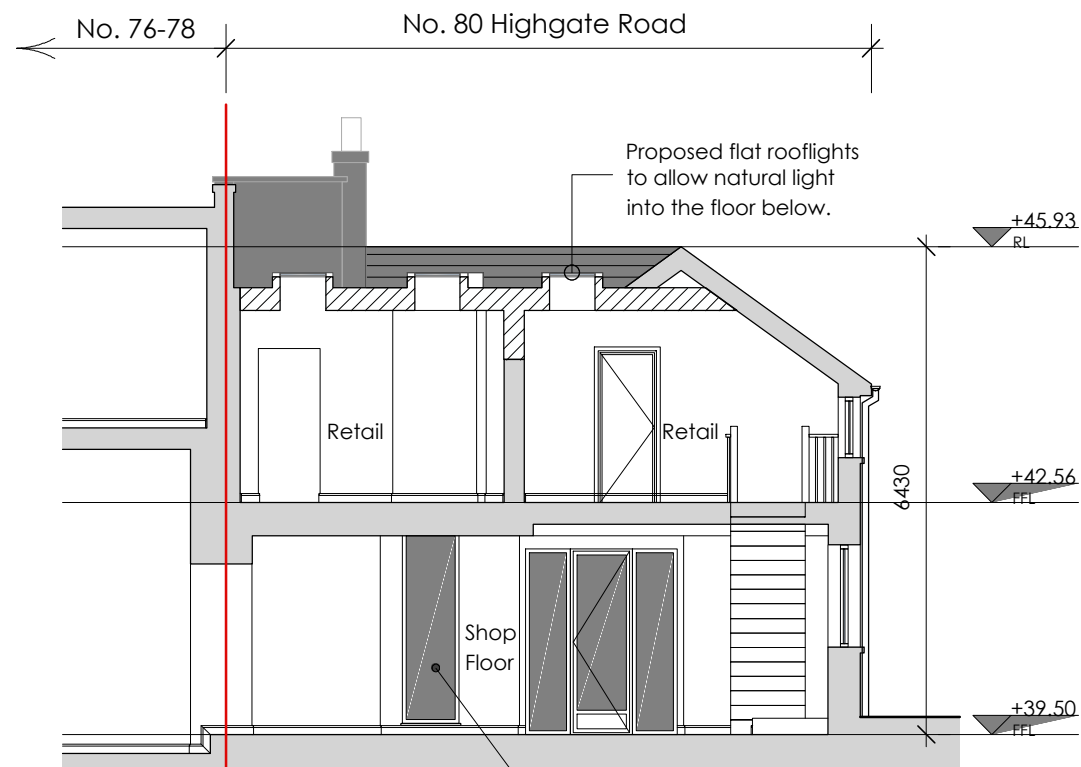 No. 76-78
No. 80 Highgate Road
Proposed flat rooflights
to allow natural light
into the floor below.
+45.93
RL
Retail
Retail
6430
+42.56
FFL
Shop
Floor
+39.50
FFL